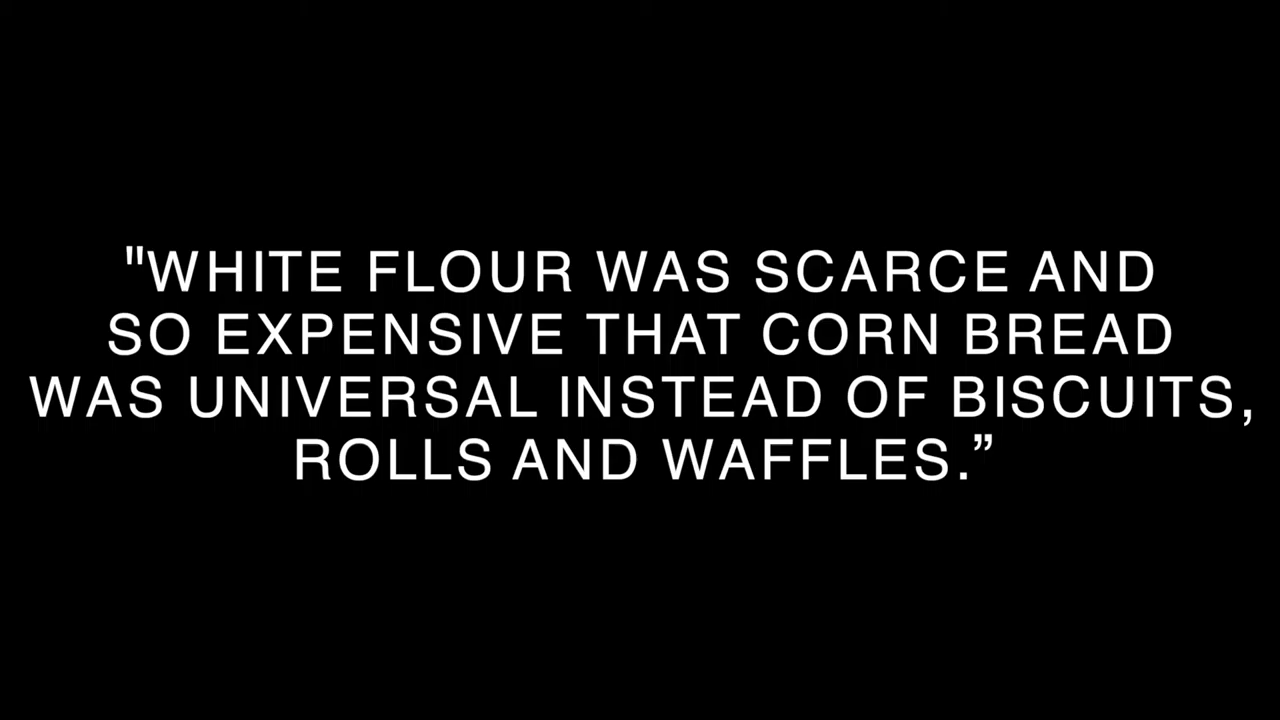 "WHITE FLOUR WAS SCARCE AND
SO EXPENSIVE THAT CORN BREAD
WAS UNIVERSAL INSTEAD OF BISCUITS,
ROLLS AND WAFFLES.”